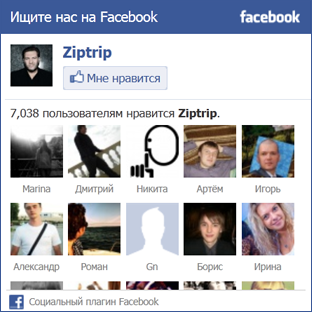 Ищите нас на Facebook facebook
Ziptrip
Мне нравится
7,038 пользователям нравится Ziptrip.
Marina Дмитрий Никита Артём Игорь
Александр Роман Gn Борис Ирина
Социальный плагин Facebook